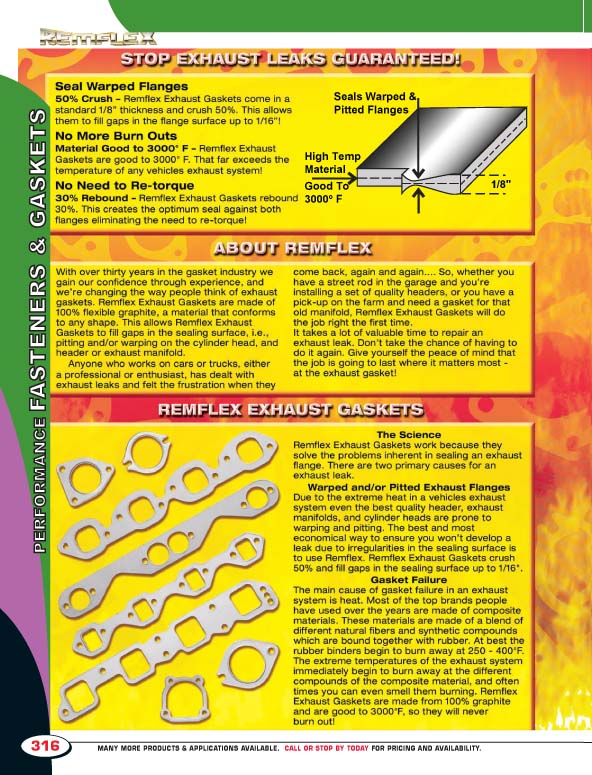 REMFLEX
STOP EXHAUST LEAKS GUARANTEED!
Seal Warped Flanges
50% Crush – Remflex Exhaust Gaskets come in a
standard 1/8" thickness and crush 50%. This allows
them to fill gaps in the flange surface up to 1/16"!
No More Burn Outs
Material Good to 3000° F - Remflex Exhaust
Gaskets are good to 3000° F. That far exceeds the
temperature of any vehicles exhaust system!
No Need to Re-torque
30% Rebound – Remflex Exhaust Gaskets rebound
30%. This creates the optimum seal against both
flanges eliminating the need to re-torque!
Seals Warped &
Pitted Flanges
High Temp
Material
Good To
3000° F
1/8"
PERFORMANCE FASTENERS & GASKETS
ABOUT REMFLEX
With over thirty years in the gasket industry we
gain our confidence through experience, and
we're changing the way people think of exhaust
gaskets. Remflex Exhaust Gaskets are made of
100% flexible graphite, a material that conforms
to any shape. This allows Remflex Exhaust
Gaskets to fill gaps in the sealing surface, i.e.,
pitting and/or warping on the cylinder head, and
header or exhaust manifold.
Anyone who works on cars or trucks, either
a professional or enthusiast, has dealt with
exhaust leaks and felt the frustration when they
come back, again and again.... So, whether you
have a street rod in the garage and you're
installing a set of quality headers, or you have a
pick-up on the farm and need a gasket for that
old manifold, Remflex Exhaust Gaskets will do
the job right the first time.
It takes a lot of valuable time to repair an
exhaust leak. Don't take the chance of having to
do it again. Give yourself the peace of mind that
the job is going to last where it matters most -
at the exhaust gasket!
REMFLEX EXHAUST GASKETS
The Science
Remflex Exhaust Gaskets work because they
solve the problems inherent in sealing an exhaust
flange. There are two primary causes for an
exhaust leak.
Warped and/or Pitted Exhaust Flanges
Due to the extreme heat in a vehicles exhaust
system even the best quality header, exhaust
manifolds, and cylinder heads are prone to
warping and pitting. The best and most
economical way to ensure you won't develop a
leak due to irregularities in the sealing surface is
to use Remflex. Remflex Exhaust Gaskets crush
50% and fill gaps in the sealing surface up to 1/16".
Gasket Failure
The main cause of gasket failure in an exhaust
system is heat. Most of the top brands people
have used over the years are made of composite
materials. These materials are made of a blend of
different natural fibers and synthetic compounds
which are bound together with rubber. At best the
rubber binders begin to burn away at 250 - 400°F.
The extreme temperatures of the exhaust system
immediately begin to burn away at the different
compounds of the composite material, and often
times you can even smell them burning. Remflex
Exhaust Gaskets are made from 100% graphite
and are good to 3000°F, so they will never
burn out!
316
MANY MORE PRODUCTS & APPLICATIONS AVAILABLE. CALL OR STOP BY TODAY FOR PRICING AND AVAILABILITY.